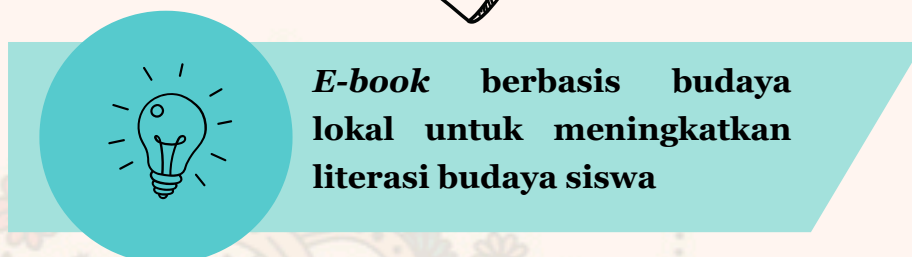 E-book berbasis budaya
lokal untuk meningkatkan
literasi budaya siswa